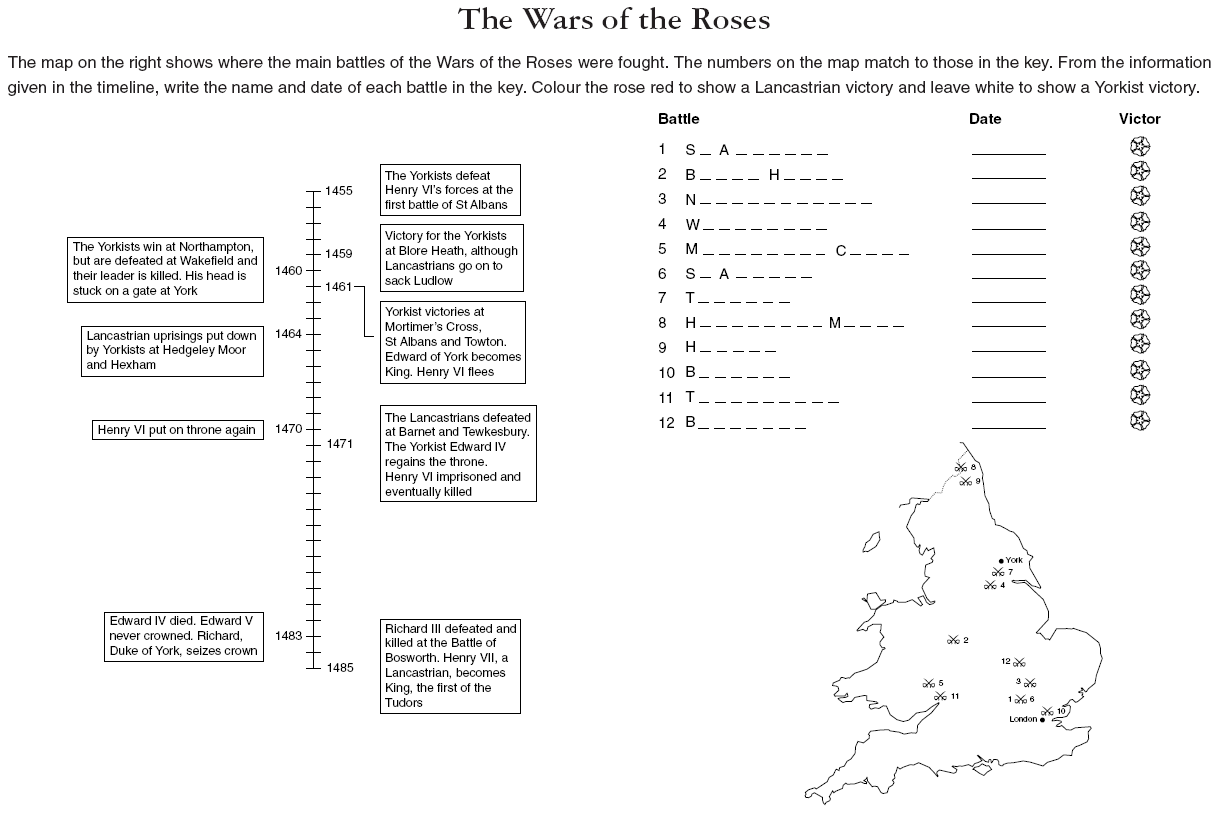 The Wars of the Roses
The map on the right shows where the main battles of the Wars of the Roses were fought. The numbers on the map match to those in the key. From the information
given in the timeline, write the name and date of each battle in the key. Colour the rose red to show a Lancastrian victory and leave white to show a Yorkist victory.
The Yorkists defeat
Henry VI's forces at the
first battle of St Albans
1455
Victory for the Yorkists
at Blore Heath, although
Lancastrians go on to
sack Ludlow
1459
The Yorkists win at Northampton,
but are defeated at Wakefield and
their leader is killed. His head is
stuck on a gate at York
1460
1461
Yorkist victories at
Mortimer's Cross,
St Albans and Towton.
Edward of York becomes
King. Henry VI flees
Lancastrian uprisings put down
by Yorkists at Hedgeley Moor
and Hexham
1464
Henry VI put on throne again
1470
1471
The Lancastrians defeated
at Barnet and Tewkesbury.
The Yorkist Edward IV
regains the throne.
Henry VI imprisoned and
eventually killed
Edward IV died. Edward V
never crowned. Richard,
Duke of York, seizes crown
1483
1485
Richard III defeated and
killed at the Battle of
Bosworth. Henry VII, a
Lancastrian, becomes
King, the first of the
Tudors
Battle Date Victor
1 S _ A _ _ _ _ _ _
2 B _ _ _ _ H _ _ _ _
3 N _ _ _ _ _ _ _ _ _ _ _
4 W _ _ _ _ _ _ _ _
5 M _ _ _ _ _ _ _ _ C _ _ _ _
6 S _ A _ _ _ _ _
7 T _ _ _ _ _ _
8 H _ _ _ _ _ _ _ _ M _ _ _ _
9 H _ _ _ _ _
10 B _ _ _ _ _ _
11 T _ _ _ _ _ _ _ _ _
12 B _ _ _ _ _ _ _
8
9
York
7
4
2
12
5
3
11
1 6
10
London